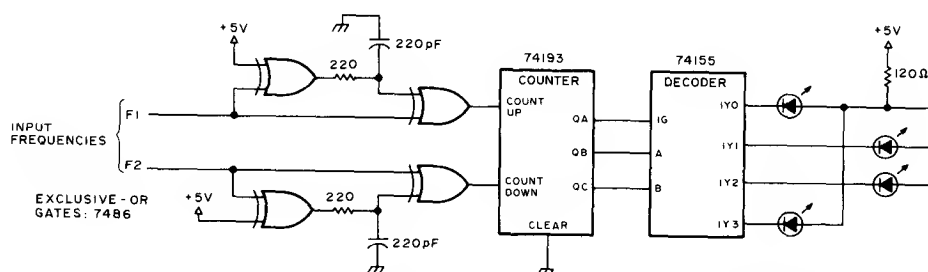 +5V
220pF
220
F1
INPUT
FREQUENCIES
F2
EXCLUSIVE-OR
GATES: 7486
+5V
220
220pF
74193
COUNTER
COUNT
UP
QA
QB
COUNT
DOWN
QC
CLEAR
74155
DECODER
1G
A
B
1Y0
1Y1
1Y2
1Y3
+5V
120Ω